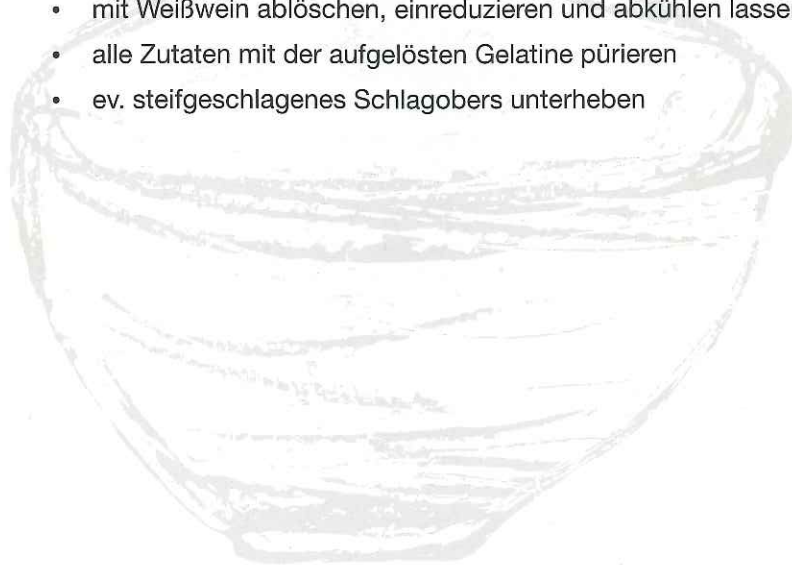 • mit Weißwein ablöschen, einreduzieren und abkühlen lasse
• alle Zutaten mit der aufgelösten Gelatine pürieren
• ev. steifgeschlagenes Schlagobers unterheben